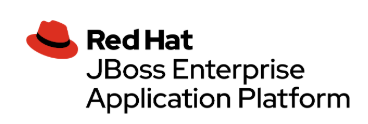 Red Hat
JBoss Enterprise
Application Platform